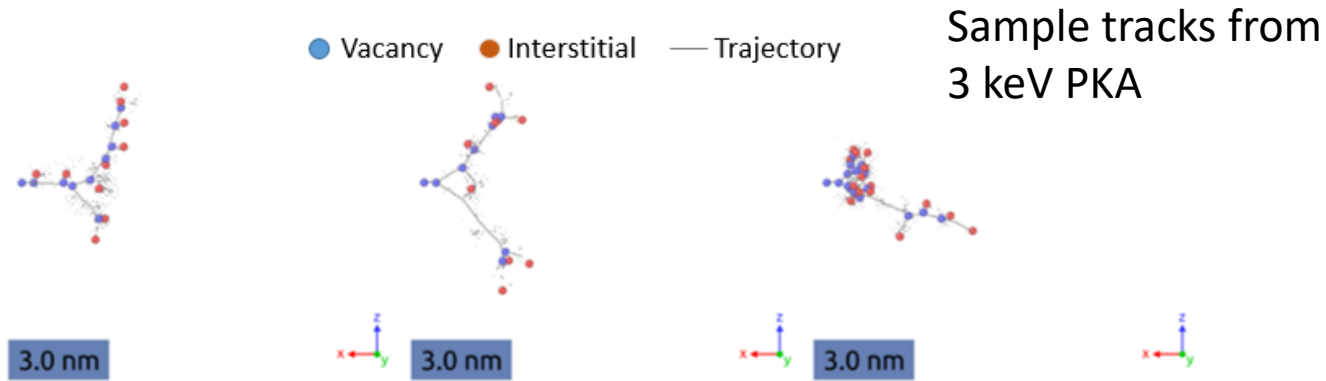 Sample tracks from
3 keV PKA
Vacancy Interstitial Trajectory
z
x
y
z
x
y
z
x
y
3.0 nm
3.0 nm
3.0 nm